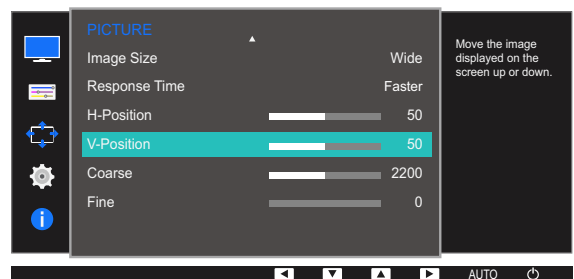 PICTURE
Image Size Wide
Response Time Faster
H-Position 50
V-Position 50
Coarse 2200
Fine 0
Move the image
displayed on the
screen up or down.
AUTO